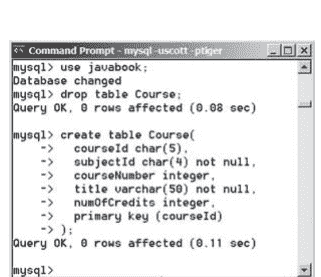 Command Prompt - mysql -uscott -ptiger
mysql> use javabook;
Database changed
mysql> drop table Course;
Query OK, 0 rows affected (0.08 sec)
mysql> create table Course(
-> courseId char(5),
-> subjectId char(4) not null,
-> courseNumber integer,
-> title varchar(50) not null,
-> numOfCredits integer,
-> primary key (courseId)
-> );
Query OK, 0 rows affected (0.11 sec)
mysql>